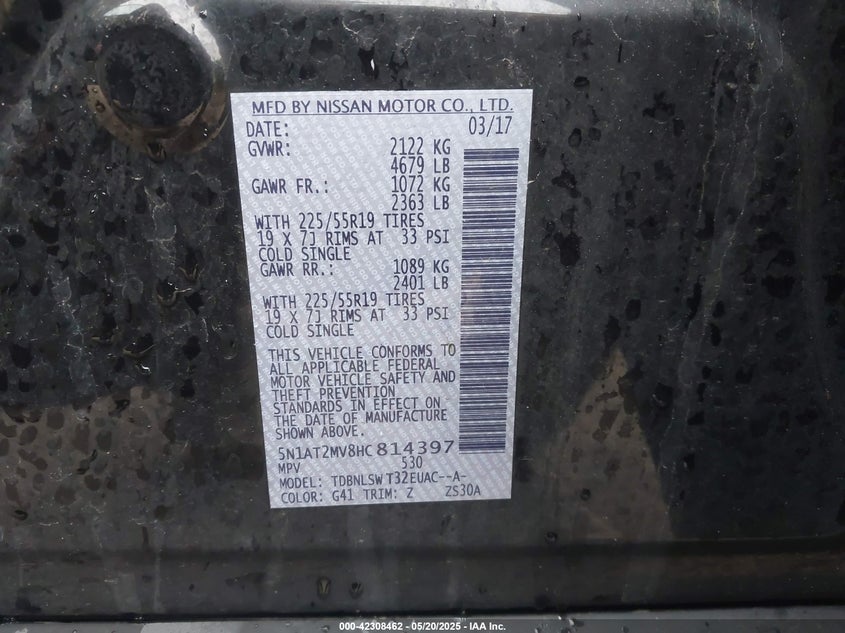 MFD BY NISSAN MOTOR CO., LTD.
DATE: 03/17
GVWR: 2122 KG
4679 LB
GAWR FR.: 1072 KG
2363 LB
WITH 225/55R19 TIRES
19 X 7J RIMS AT 33 PSI
COLD SINGLE
GAWR RR.: 1089 KG
2401 LB
WITH 225/55R19 TIRES
19 X 7J RIMS AT 33 PSI
COLD SINGLE
THIS VEHICLE CONFORMS TO
ALL APPLICABLE FEDERAL
MOTOR VEHICLE SAFETY AND
THEFT PREVENTION
STANDARDS IN EFFECT ON
THE DATE OF MANUFACTURE
SHOWN ABOVE.
5N1AT2MV8HC814397
MPV 530
MODEL: TDBNLSW T32EUAC--A-
COLOR: G41 TRIM: Z ZS30A
000-42308462 - 05/20/2025 - IAA Inc.